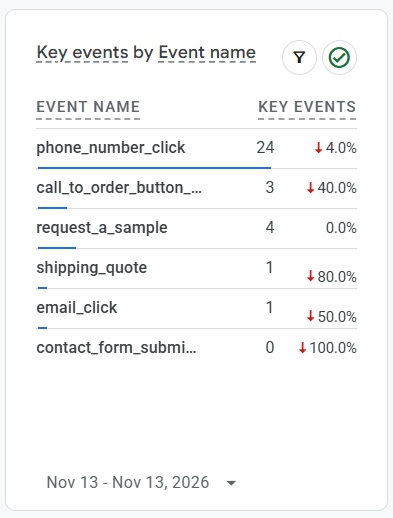 Key events by Event name
EVENT NAME KEY EVENTS
phone_number_click 24 ↓ 4.0%
call_to_order_button_... 3 ↓ 40.0%
request_a_sample 4 0.0%
shipping_quote 1 ↓ 80.0%
email_click 1 ↓ 50.0%
contact_form_submi... 0 ↓ 100.0%
Nov 13 - Nov 13, 2026